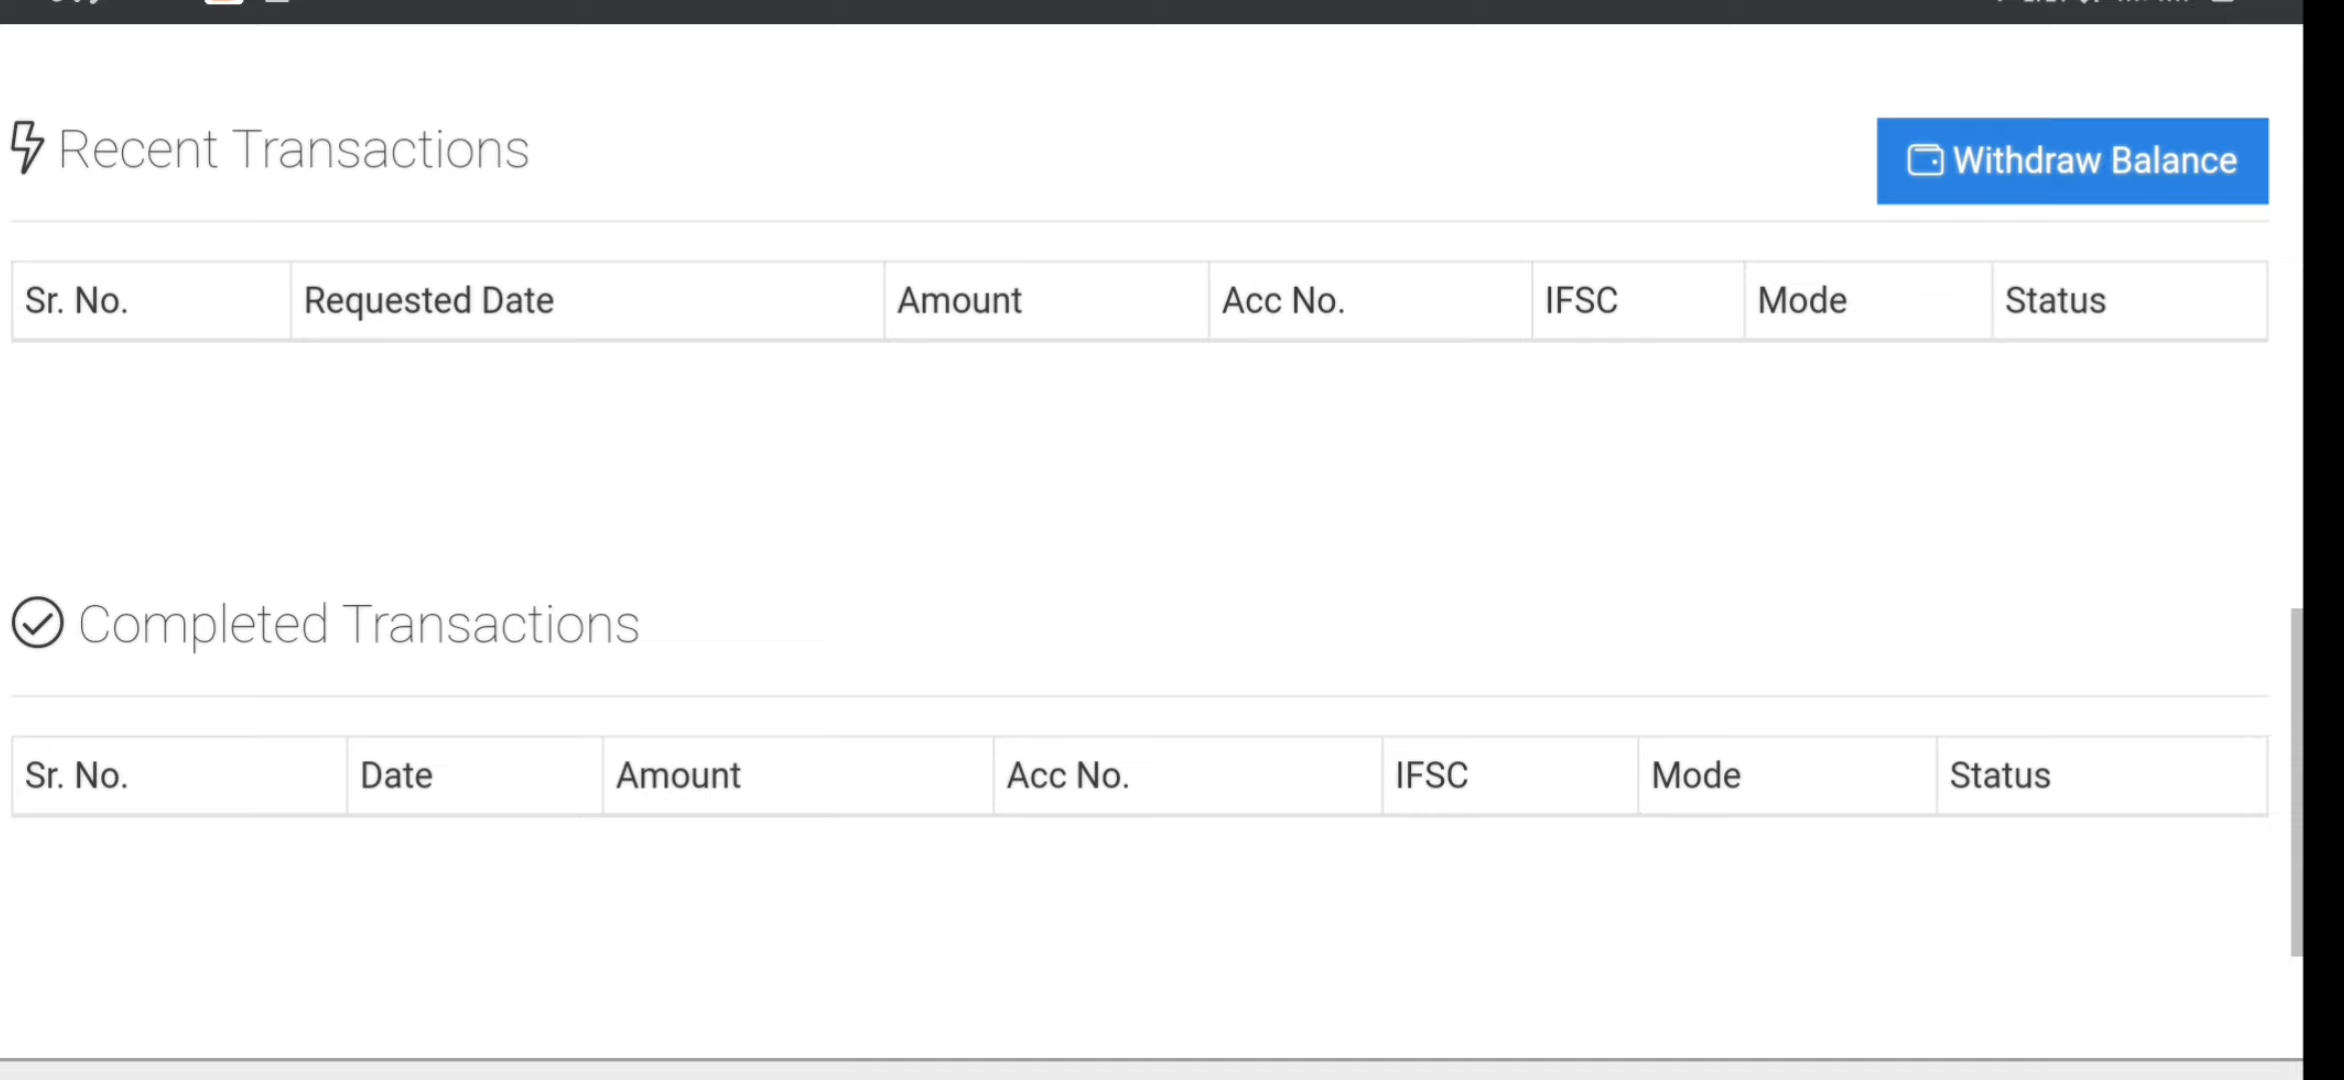 Recent Transactions
Withdraw Balance
Sr. No. Requested Date Amount Acc No. IFSC Mode Status
Completed Transactions
Sr. No. Date Amount Acc No. IFSC Mode Status